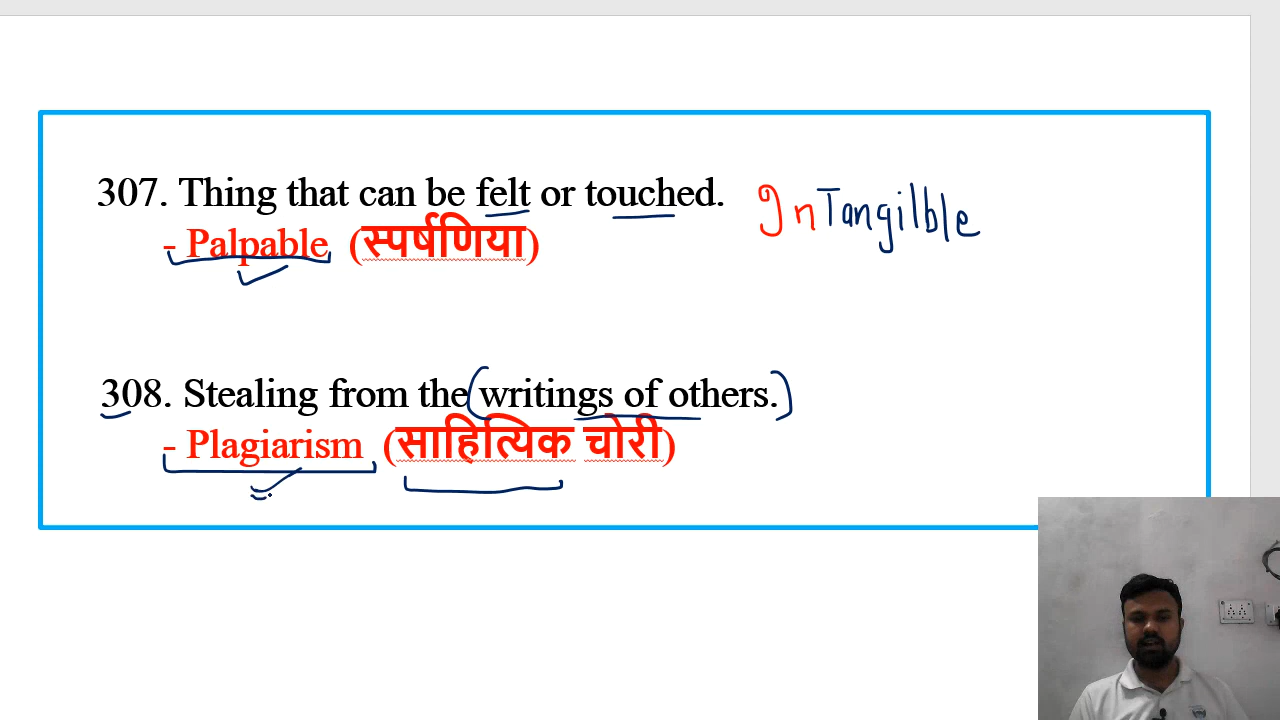 307. Thing that can be felt or touched. InTangilble
- Palpable (स्पर्षणिया)
308. Stealing from the writings of others.
- Plagiarism (साहित्यिक चोरी)